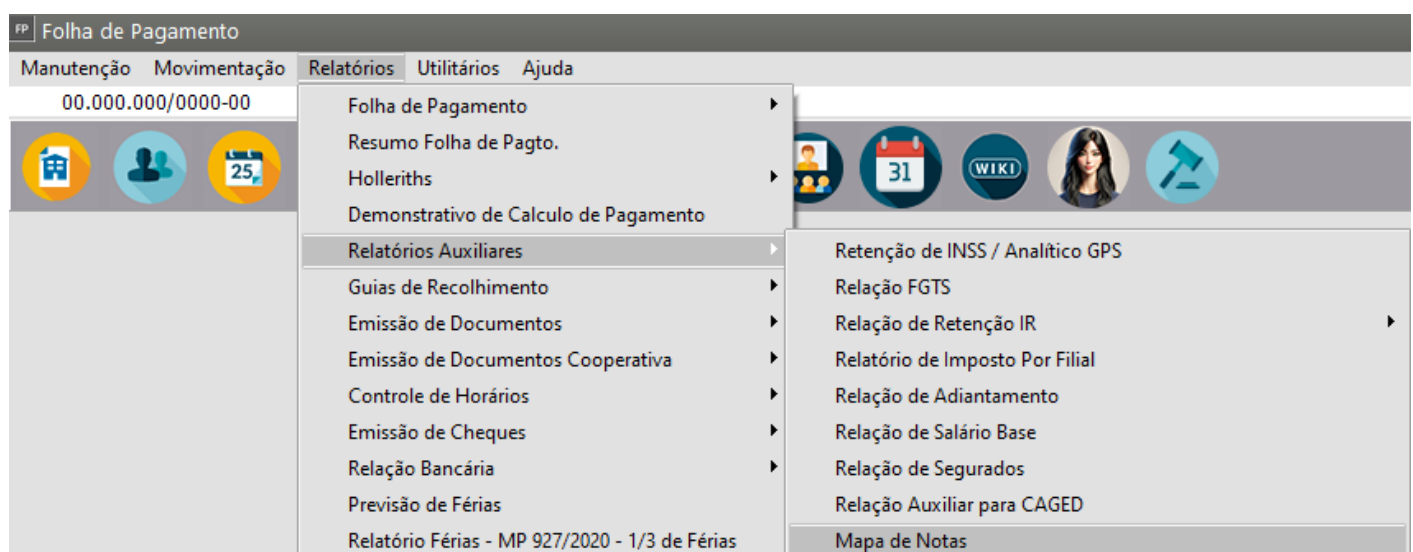 FP Folha de Pagamento
Manutenção Movimentação Relatórios Utilitários Ajuda
00.000.000/0000-00
25
31
WIKI
Folha de Pagamento
Resumo Folha de Pagto.
Holleriths
Demonstrativo de Calculo de Pagamento
Relatórios Auxiliares
Guias de Recolhimento
Emissão de Documentos
Emissão de Documentos Cooperativa
Controle de Horários
Emissão de Cheques
Relação Bancária
Previsão de Férias
Relatório Férias - MP 927/2020 - 1/3 de Férias
Retenção de INSS / Analítico GPS
Relação FGTS
Relação de Retenção IR
Relatório de Imposto Por Filial
Relação de Adiantamento
Relação de Salário Base
Relação de Segurados
Relação Auxiliar para CAGED
Mapa de Notas